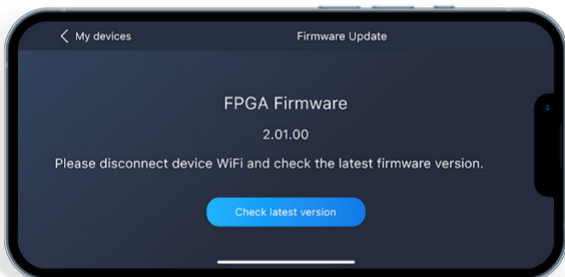 My devices
Firmware Update
FPGA Firmware
2.01.00
Please disconnect device WiFi and check the latest firmware version.
Check latest version